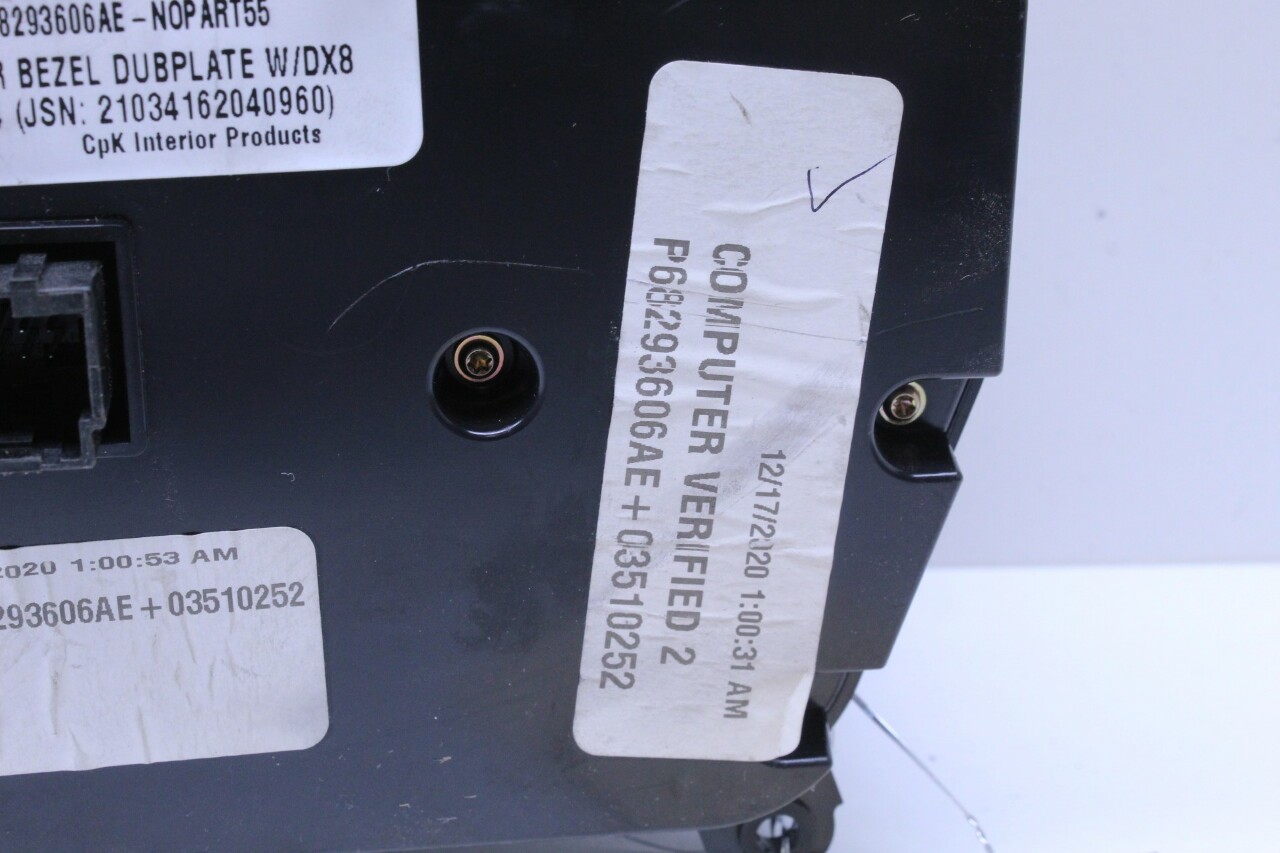 8293606AE-NOPART55
R BEZEL DUBPLATE W/DX8
(JSN: 21034162040960)
CpK Interior Products
12/17/2020 1:00:31 AM
COMPUTER VERIFIED 2
P68293606AE+03510252
2020 1:00:53 AM
293606AE+03510252